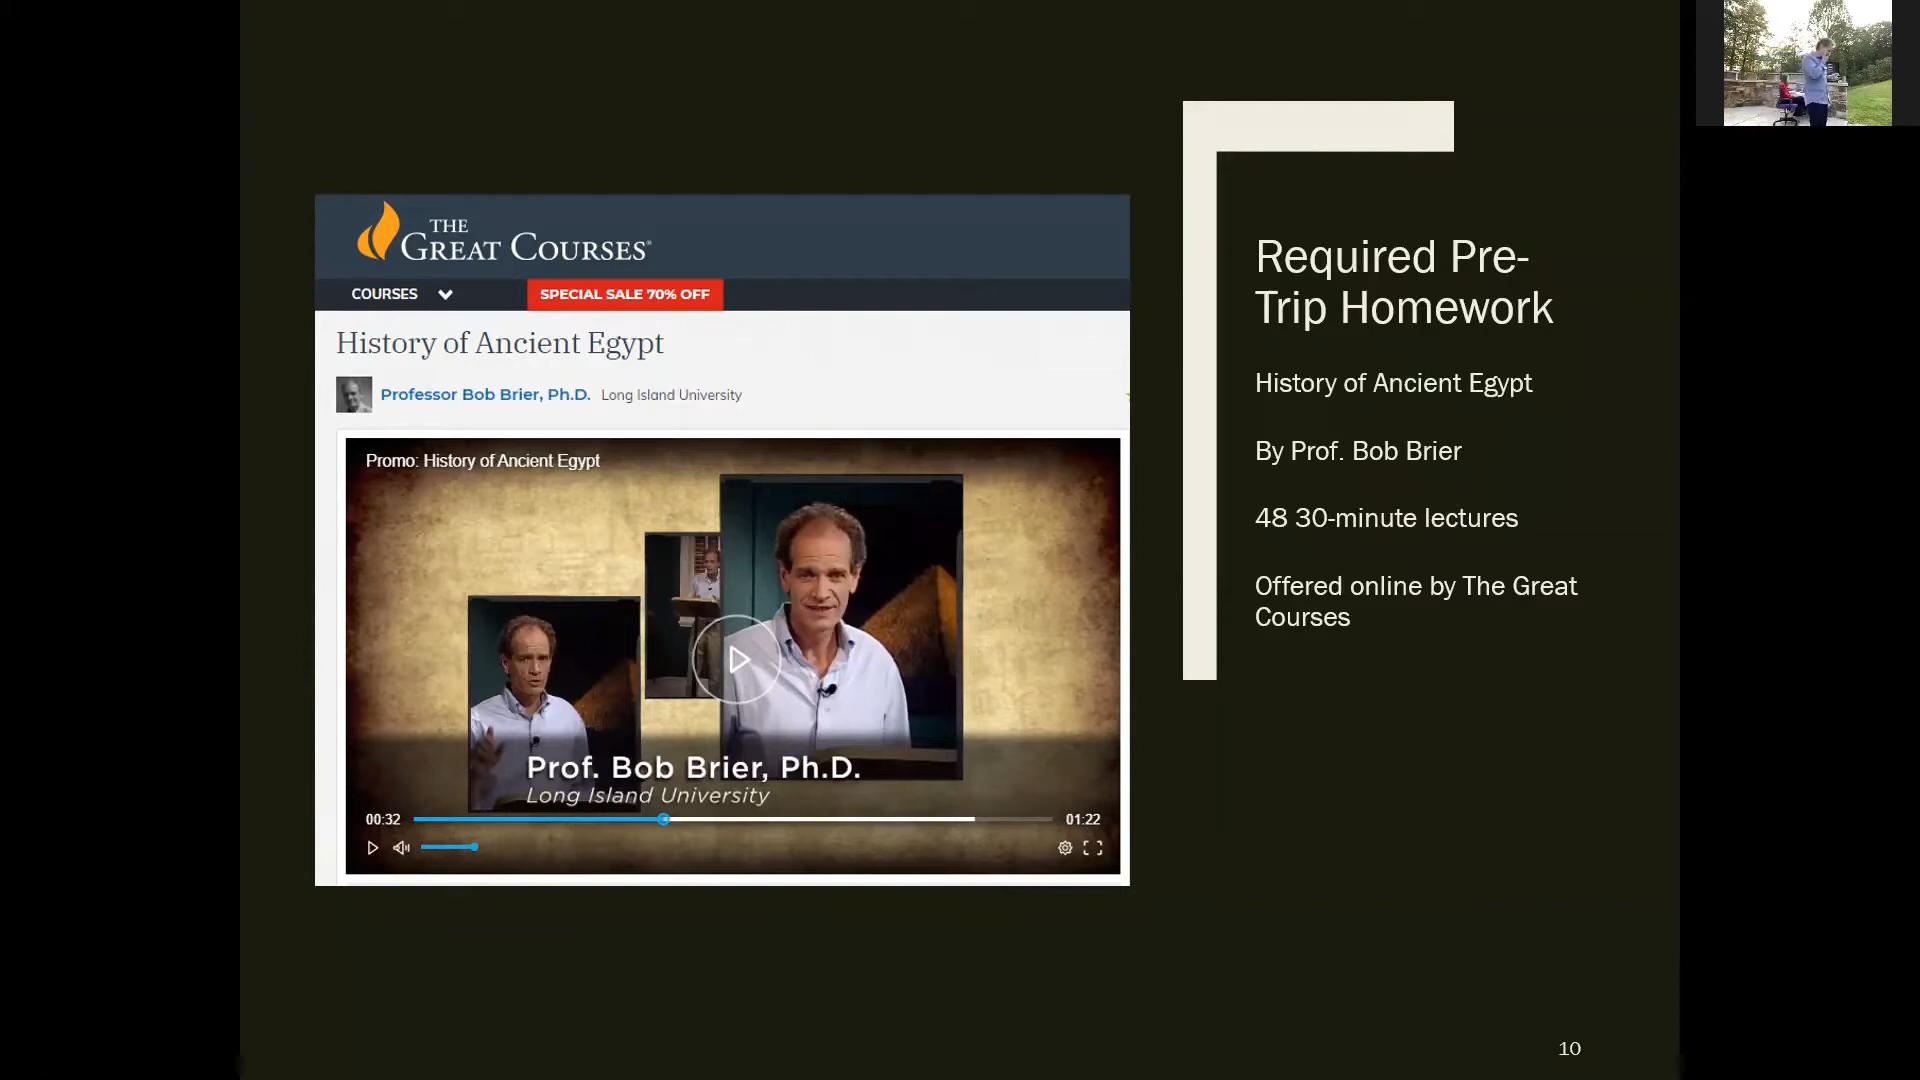 THE
GREAT COURSES®
COURSES
SPECIAL SALE 70% OFF
History of Ancient Egypt
Professor Bob Brier, Ph.D. Long Island University
Promo: History of Ancient Egypt
Prof. Bob Brier, Ph.D.
Long Island University
00:32
01:22
Required Pre-
Trip Homework
History of Ancient Egypt
By Prof. Bob Brier
48 30-minute lectures
Offered online by The Great
Courses
10